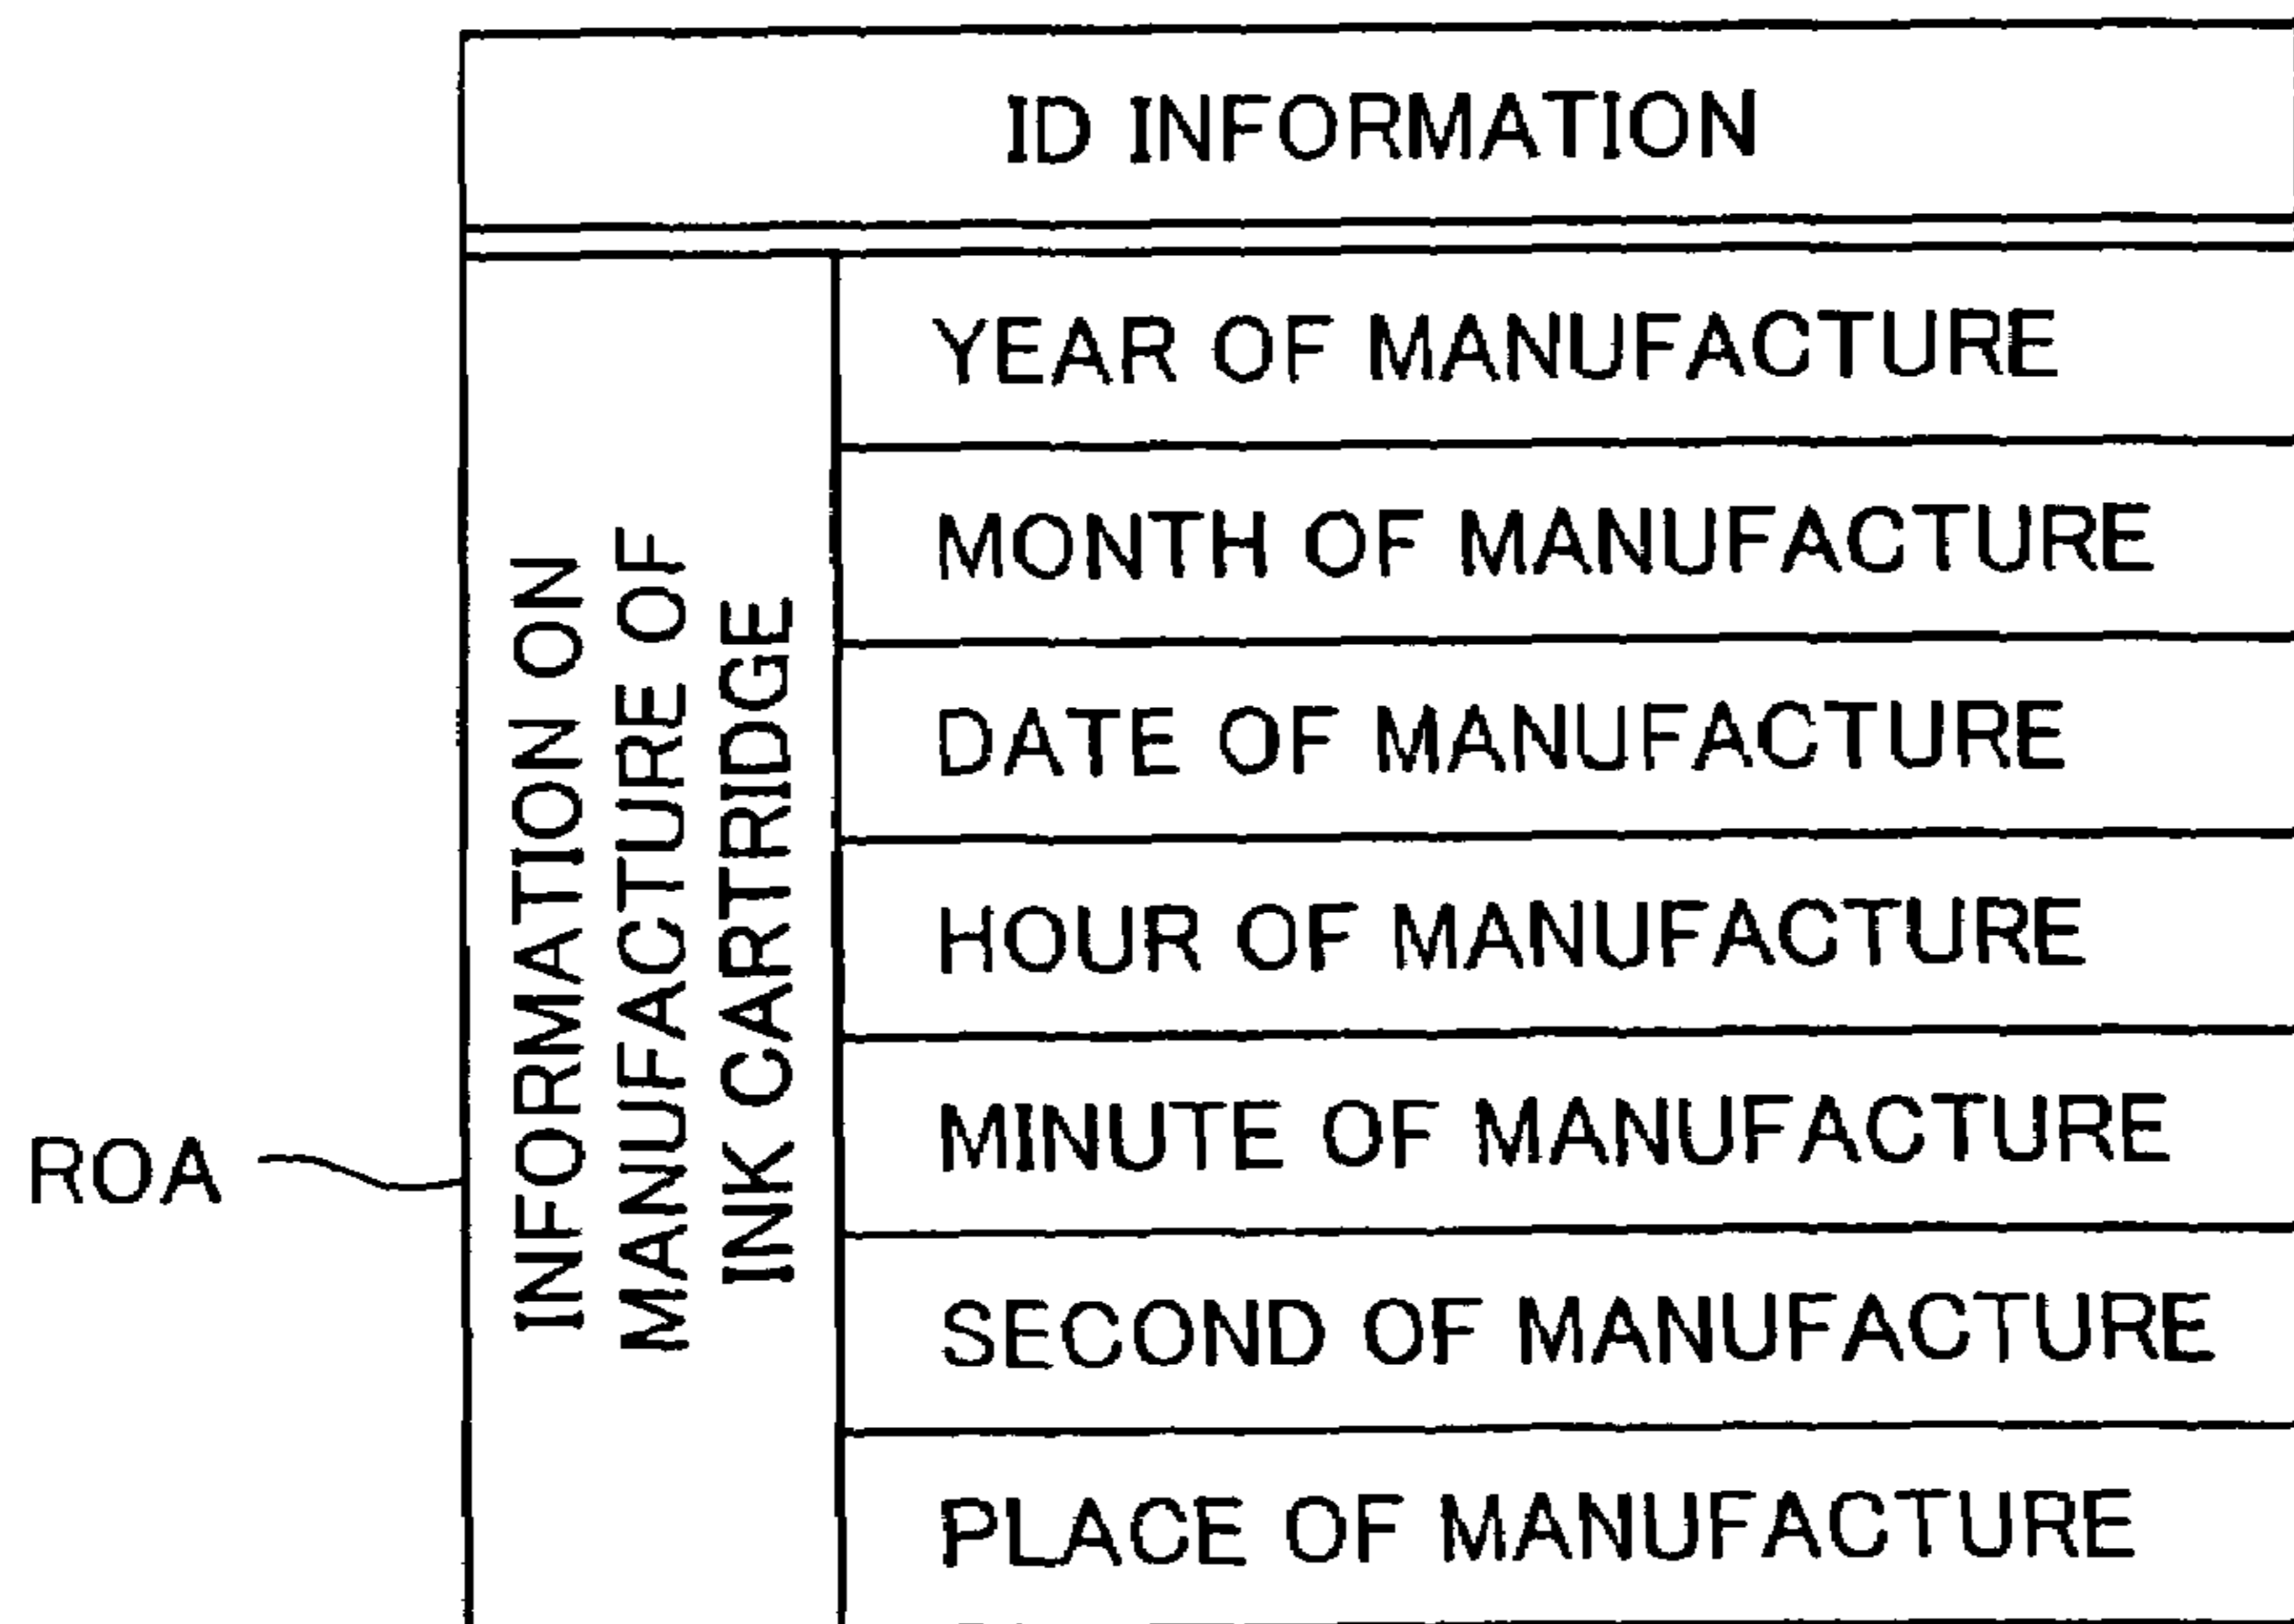 ID INFORMATION
INFORMATION ON
MANUFACTURE OF
INK CARTRIDGE
YEAR OF MANUFACTURE
MONTH OF MANUFACTURE
DATE OF MANUFACTURE
HOUR OF MANUFACTURE
MINUTE OF MANUFACTURE
SECOND OF MANUFACTURE
PLACE OF MANUFACTURE
ROA